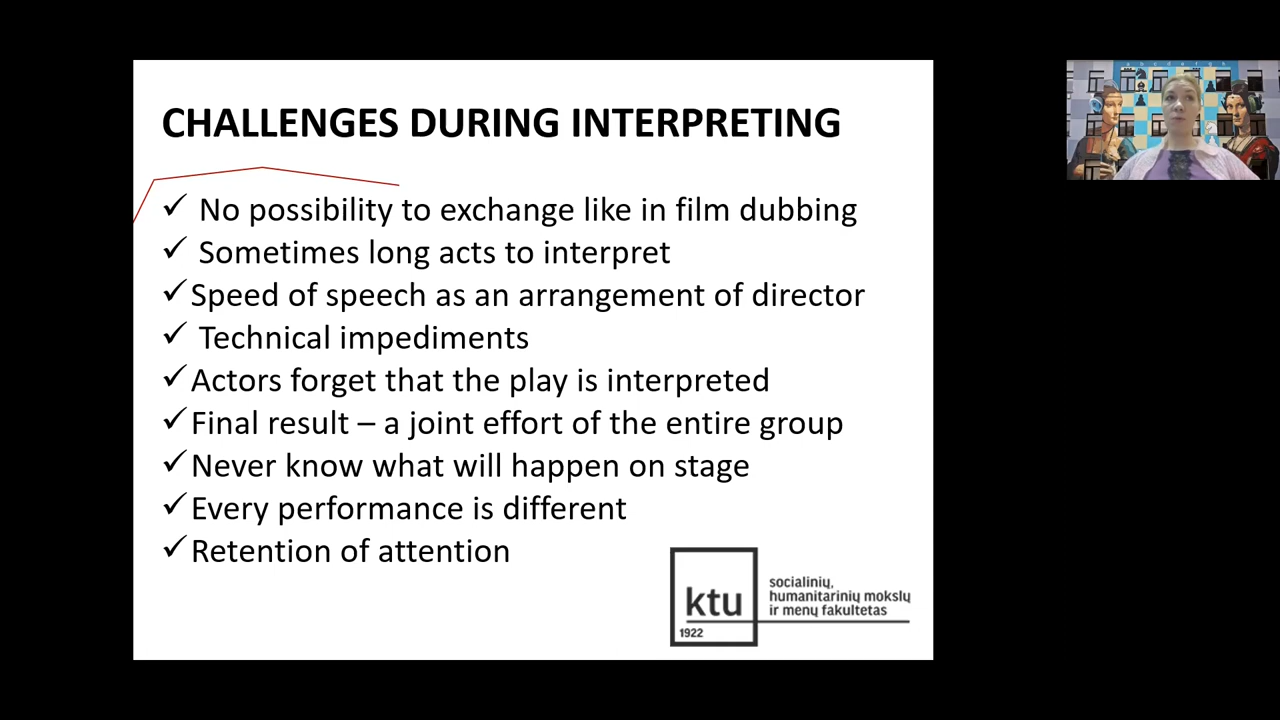 CHALLENGES DURING INTERPRETING
✓ No possibility to exchange like in film dubbing
✓ Sometimes long acts to interpret
✓ Speed of speech as an arrangement of director
✓ Technical impediments
✓ Actors forget that the play is interpreted
✓ Final result – a joint effort of the entire group
✓ Never know what will happen on stage
✓ Every performance is different
✓ Retention of attention
ktu
1922
socialinių,
humanitarinių mokslų
ir menų fakultetas